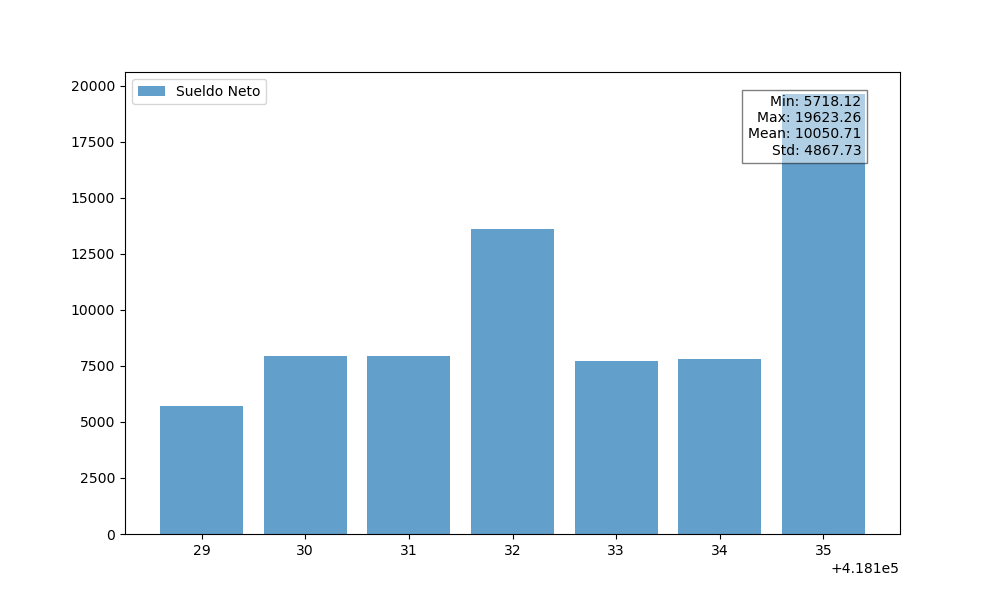 Sueldo Neto
Min: 5718.12
Max: 19623.26
Mean: 10050.71
Std: 4867.73
20000
17500
15000
12500
10000
7500
5000
2500
0
29 30 31 32 33 34 35
+4.181e5